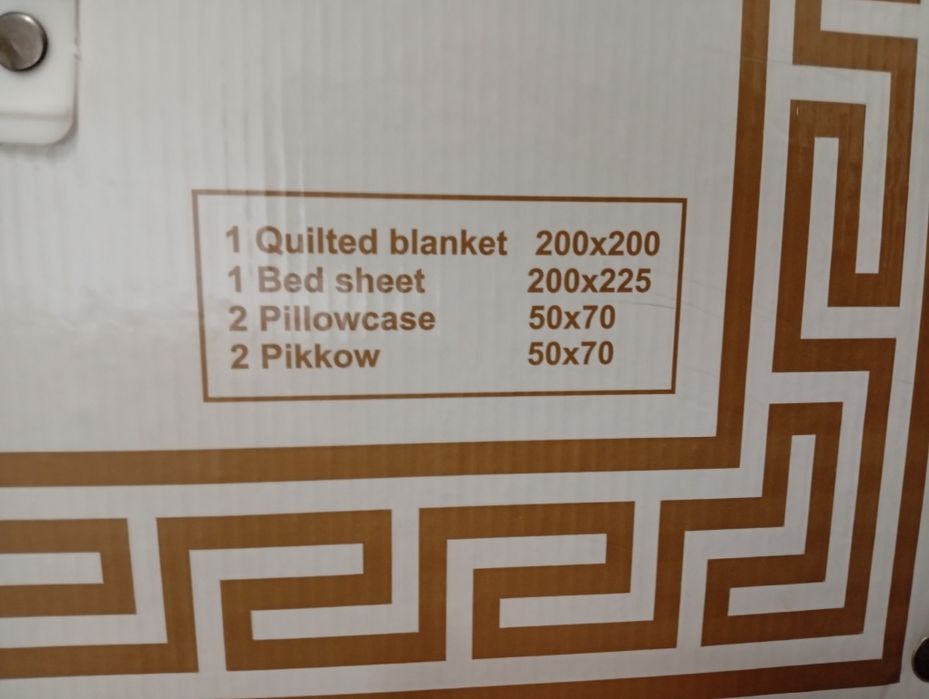 1 Quilted blanket 200x200
1 Bed sheet 200x225
2 Pillowcase 50x70
2 Pikkow 50x70